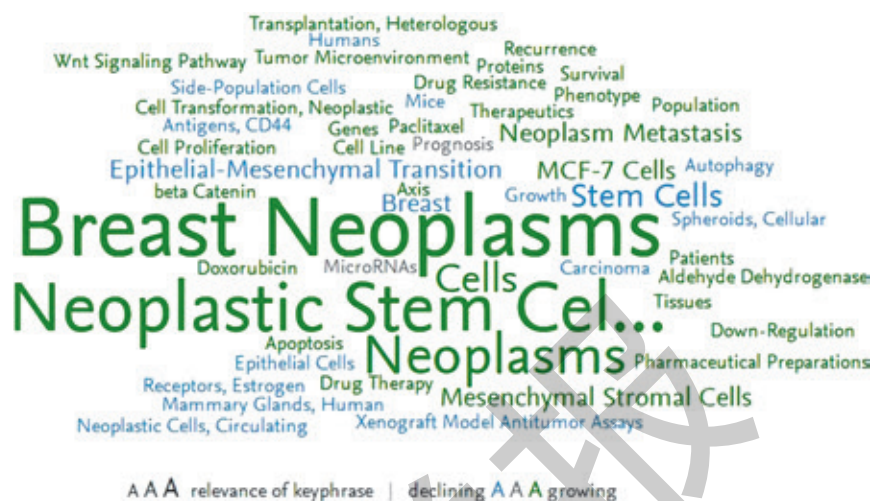 Transplantation, Heterologous
Humans
Recurrence
Wnt Signaling Pathway Tumor Microenvironment
Proteins
Survival
Side-Population Cells
Drug Resistance
Phenotype
Cell Transformation, Neoplastic
Mice
Therapeutics
Population
Antigens, CD44
Genes Paclitaxel
Neoplasm Metastasis
Cell Proliferation
Cell Line Prognosis
Epithelial-Mesenchymal Transition
MCF-7 Cells Autophagy
beta Catenin
Axis
Breast
Growth Stem Cells
Breast Neoplasms
Spheroids, Cellular
Doxorubicin
MicroRNAs
Cells
Carcinoma
Patients
Aldehyde Dehydrogenase
Neoplastic Stem Cel...
Tissues
Down-Regulation
Apoptosis
Epithelial Cells
Neoplasms
Pharmaceutical Preparations
Receptors, Estrogen Drug Therapy
Mesenchymal Stromal Cells
Mammary Glands, Human
Neoplastic Cells, Circulating
Xenograft Model Antitumor Assays
A A A relevance of keyphrase | declining A A A growing